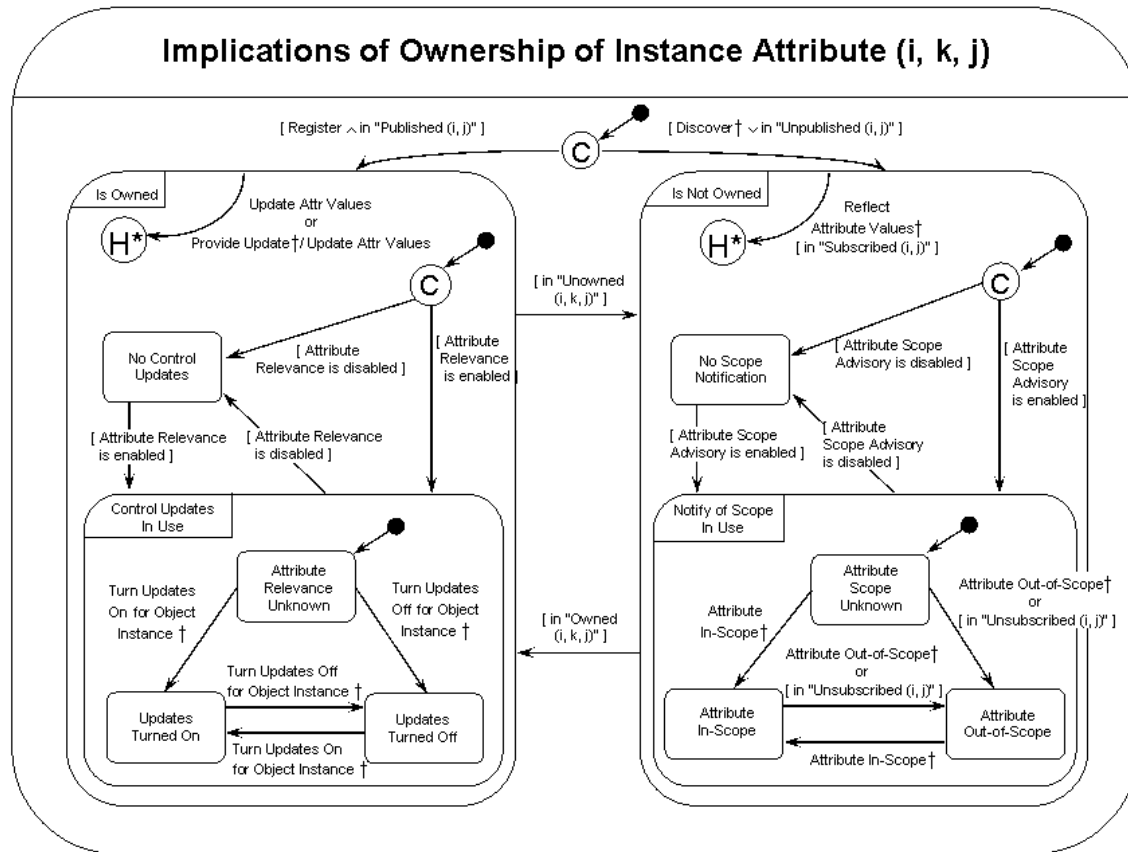 Implications of Ownership of Instance Attribute (i, k, j)
[ Register ∧ in "Published (i, j)" ]
[ Discover† ∨ in "Unpublished (i, j)" ]
C
Is Owned
Update Attr Values
or
Provide Update†/ Update Attr Values
H*
C
[ Attribute
Relevance is disabled ]
[ Attribute
Relevance
is enabled ]
No Control
Updates
[ Attribute Relevance
is enabled ]
[ Attribute Relevance
is disabled ]
Control Updates
In Use
Attribute
Relevance
Unknown
Turn Updates
On for Object
Instance †
Turn Updates
Off for Object
Instance †
Turn Updates Off
for Object Instance †
Updates
Turned On
Updates
Turned Off
Turn Updates On
for Object Instance †
[ in "Unowned
(i, k, j)" ]
[ in "Owned
(i, k, j)" ]
Is Not Owned
Reflect
Attribute Values†
[ in "Subscribed (i, j)" ]
H*
C
[ Attribute Scope
Advisory is disabled ]
[ Attribute
Scope
Advisory
is enabled ]
No Scope
Notification
[ Attribute Scope
Advisory is enabled ]
[ Attribute
Scope Advisory
is disabled ]
Notify of Scope
In Use
Attribute
Scope
Unknown
Attribute
In-Scope†
Attribute Out-of-Scope†
or
[ in "Unsubscribed (i, j)" ]
Attribute Out-of-Scope†
or
[ in "Unsubscribed (i, j)" ]
Attribute
In-Scope
Attribute
Out-of-Scope
Attribute In-Scope†